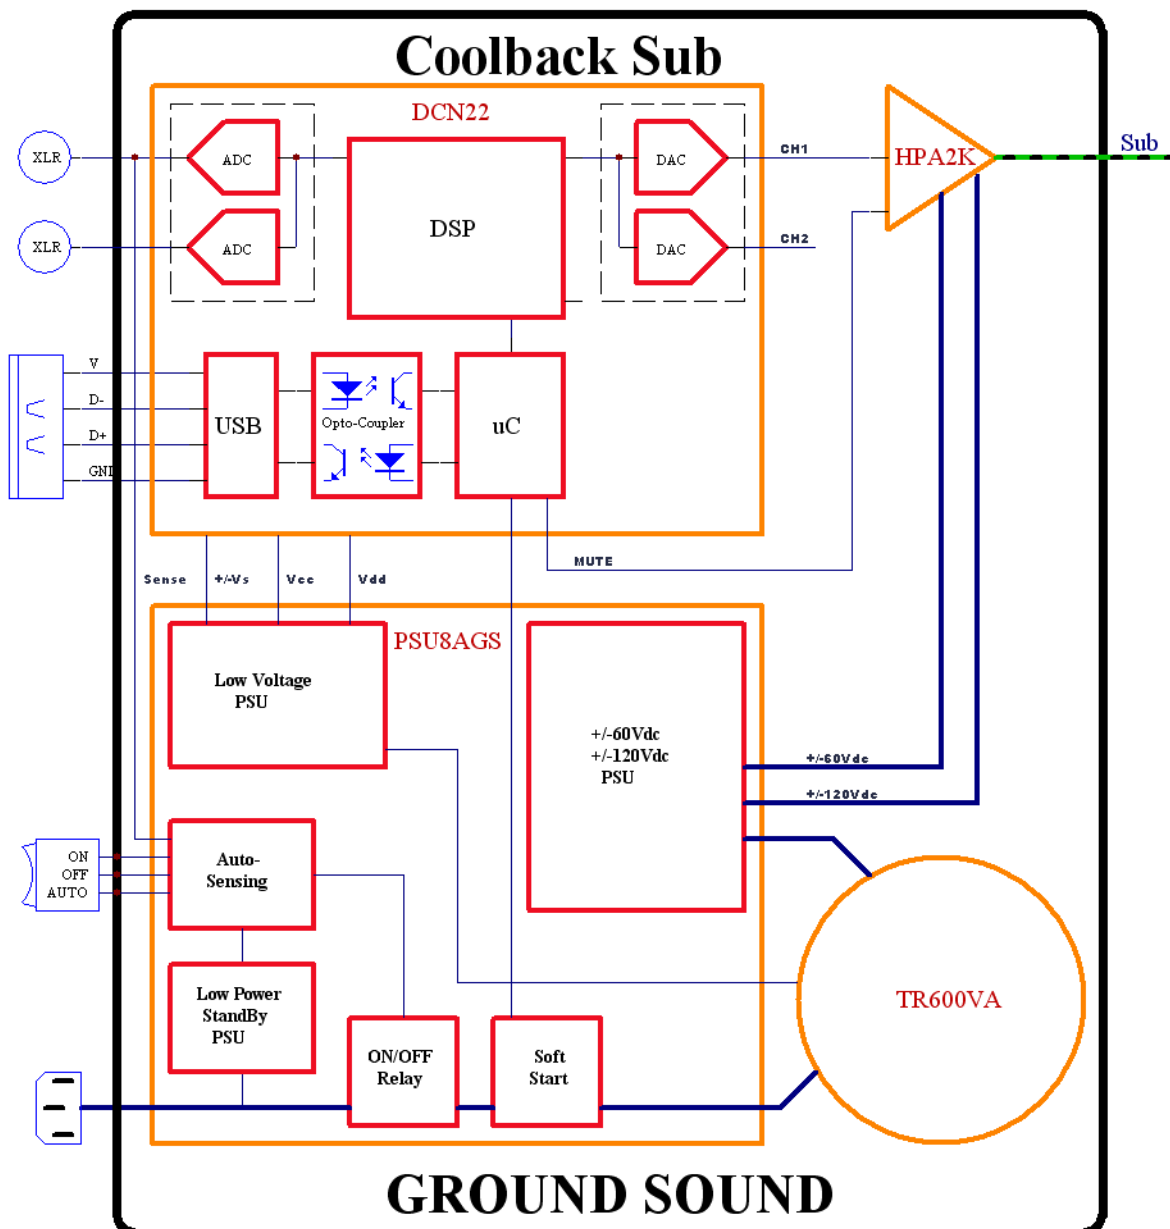 Coolback Sub
DCN22
XLR
ADC
DAC
CH1
HPA2K
Sub
DSP
XLR
ADC
DAC
CH2
V
D-
D+
GND
USB
Opto-Coupler
uC
MUTE
Sense
+/-Vs
Vcc
Vdd
PSU8AGS
Low Voltage
PSU
+/-60Vdc
+/-120Vdc
PSU
+/-60Vdc
+/-120Vdc
ON
OFF
AUTO
Auto-
Sensing
Low Power
StandBy
PSU
ON/OFF
Relay
Soft
Start
TR600VA
GROUND SOUND